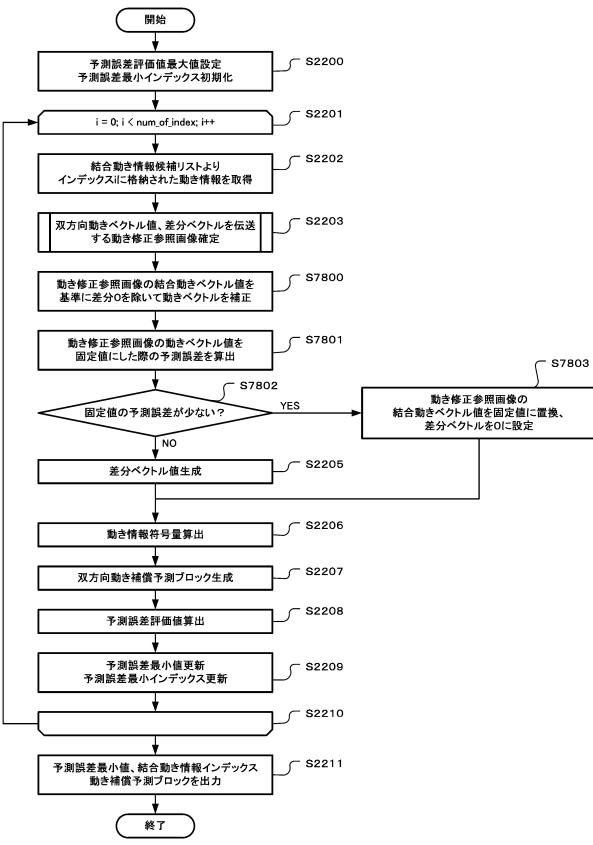 開始
予測誤差評価値最大値設定
予測誤差最小インデックス初期化
S2200
i = 0; i < num_of_index; i++
S2201
結合動き情報候補リストより
インデックスiに格納された動き情報を取得
S2202
双方向動きベクトル値、差分ベクトルを伝送
する動き修正参照画像確定
S2203
動き修正参照画像の結合動きベクトル値を
基準に差分0を除いて動きベクトルを補正
S7800
動き修正参照画像の動きベクトル値を
固定値にした際の予測誤差を算出
S7801
固定値の予測誤差が少ない?
S7802
YES
NO
動き修正参照画像の
結合動きベクトル値を固定値に置換、
差分ベクトルを0に設定
S7803
差分ベクトル値生成
S2205
動き情報符号量算出
S2206
双方向動き補償予測ブロック生成
S2207
予測誤差評価値算出
S2208
予測誤差最小値更新
予測誤差最小インデックス更新
S2209
S2210
予測誤差最小値、結合動き情報インデックス
動き補償予測ブロックを出力
S2211
終了